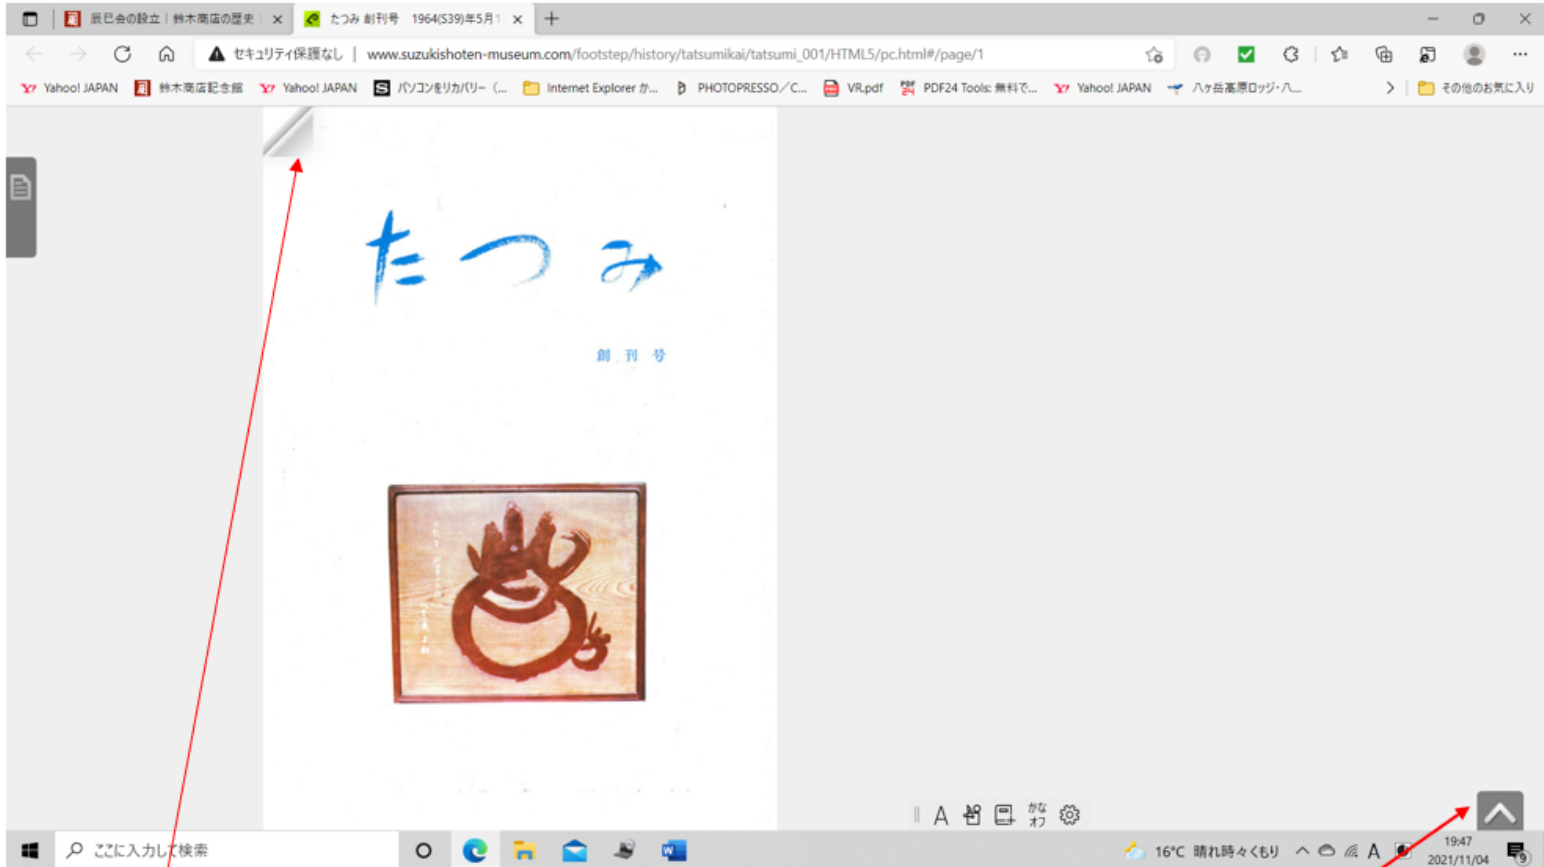 辰巳会の設立｜鈴木商店の歴史
たつみ 創刊号 1964(S39)年5月1
セキュリティ保護なし | www.suzukishoten-museum.com/footstep/history/tatsumikai/tatsumi_001/HTML5/pc.html#/page/1
Yahoo! JAPAN 鈴木商店記念館 Yahoo! JAPAN パソコンをリカバリー (... Internet Explorer か... PHOTOPRESSO／C... VR.pdf PDF24 Tools: 無料で... Yahoo! JAPAN 八ヶ岳高原ロッジ・八... その他のお気に入り
たつみ
創刊号
A かなオフ
ここに入力して検索
16°C 晴れ時々くもり A 19:47
2021/11/04 9